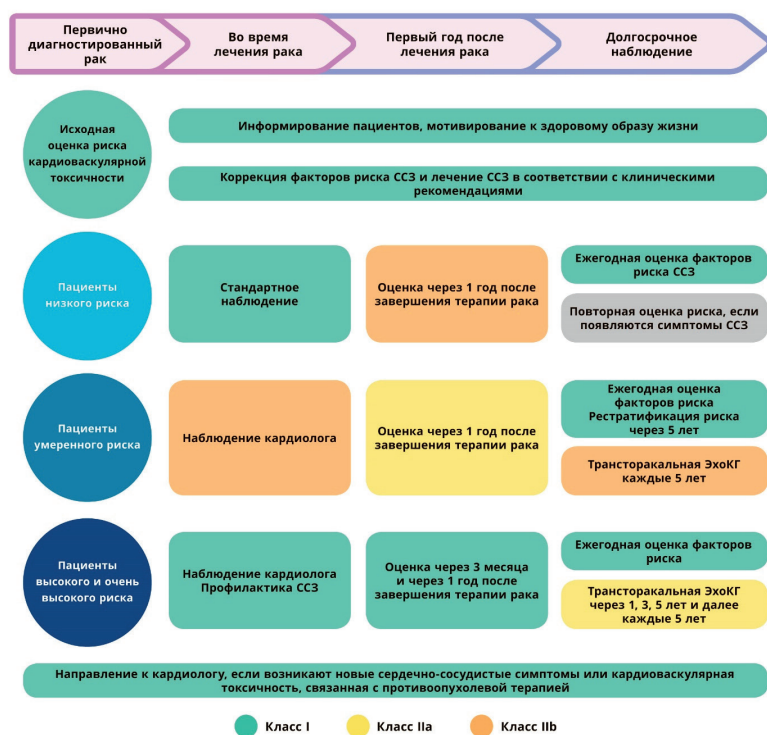 Первично
диагностированный
рак
Во время
лечения рака
Первый год после
лечения рака
Долгосрочное
наблюдение
Исходная
оценка риска
кардиоваскулярной
токсичности
Информирование пациентов, мотивирование к здоровому образу жизни
Коррекция факторов риска ССЗ и лечение ССЗ в соответствии с клиническими
рекомендациями
Пациенты
низкого риска
Стандартное
наблюдение
Оценка через 1 год после
завершения терапии рака
Ежегодная оценка факторов
риска ССЗ
Повторная оценка риска, если
появляются симптомы ССЗ
Пациенты
умеренного риска
Наблюдение кардиолога
Оценка через 1 год после
завершения терапии рака
Ежегодная оценка
факторов риска
Рестратификация риска
через 5 лет
Трансторакальная ЭхоКГ
каждые 5 лет
Пациенты
высокого и очень
высокого риска
Наблюдение кардиолога
Профилактика ССЗ
Оценка через 3 месяца
и через 1 год после
завершения терапии рака
Ежегодная оценка факторов
риска
Трансторакальная ЭхоКГ
через 1, 3, 5 лет и далее
каждые 5 лет
Направление к кардиологу, если возникают новые сердечно-сосудистые симптомы или кардиоваскулярная
токсичность, связанная с противоопухолевой терапией
Класс I
Класс IIa
Класс IIb